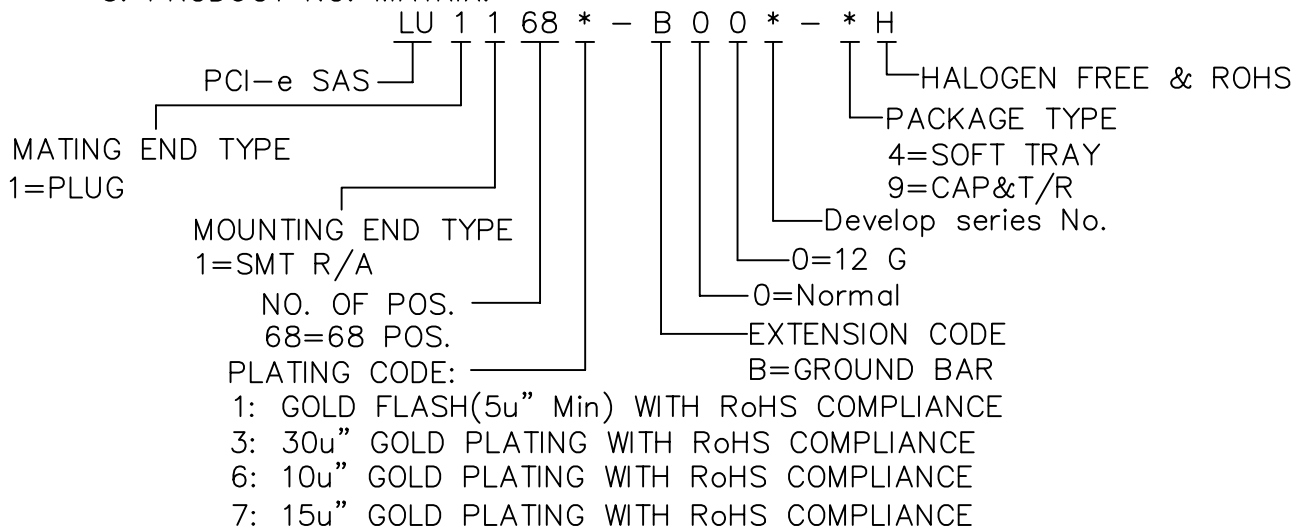 LU 1 1 68 * - B 0 0 * - * H
PCI-e SAS
HALOGEN FREE & ROHS
MATING END TYPE
1=PLUG
PACKAGE TYPE
4=SOFT TRAY
9=CAP&T/R
MOUNTING END TYPE
1=SMT R/A
Develop series No.
0=12 G
NO. OF POS.
68=68 POS.
0=Normal
EXTENSION CODE
B=GROUND BAR
PLATING CODE:
1: GOLD FLASH(5u" Min) WITH RoHS COMPLIANCE
3: 30u" GOLD PLATING WITH RoHS COMPLIANCE
6: 10u" GOLD PLATING WITH RoHS COMPLIANCE
7: 15u" GOLD PLATING WITH RoHS COMPLIANCE